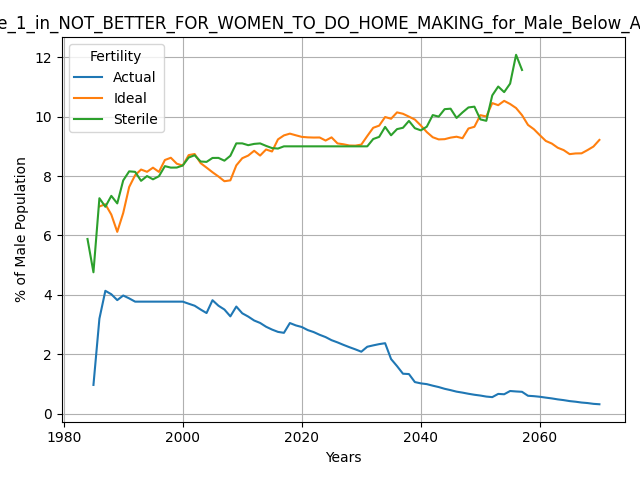 e_1_in_NOT_BETTER_FOR_WOMEN_TO_DO_HOME_MAKING_for_Male_Below_A
Fertility
Actual
Ideal
Sterile
% of Male Population
12
10
8
6
4
2
0
1980 2000 2020 2040 2060
Years